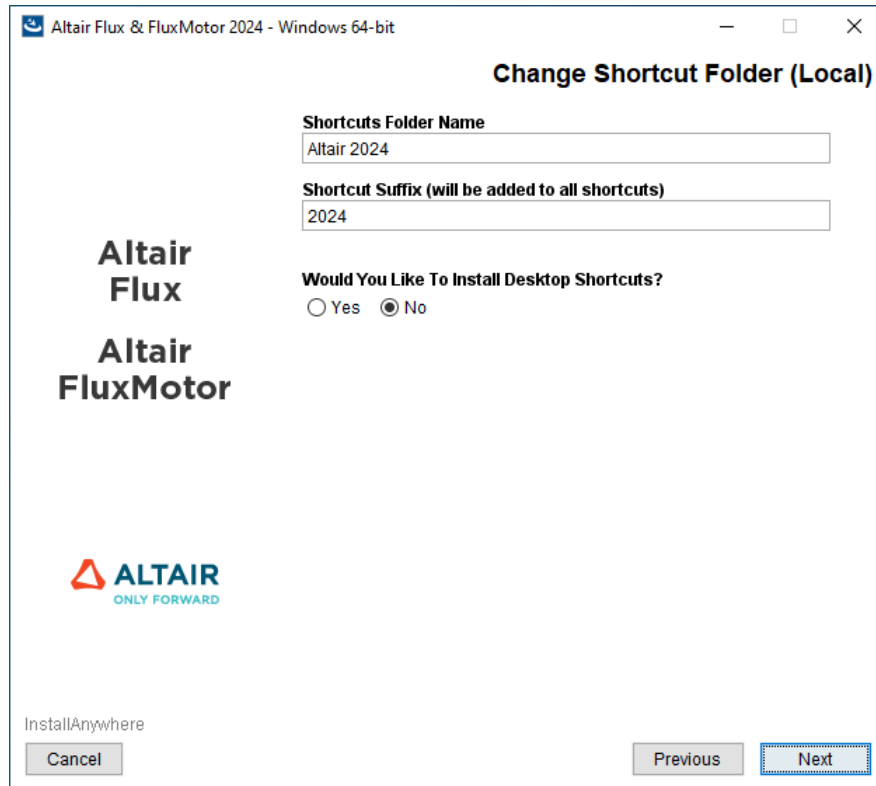 Altair Flux & FluxMotor 2024 - Windows 64-bit
Change Shortcut Folder (Local)
Shortcuts Folder Name
Altair 2024
Shortcut Suffix (will be added to all shortcuts)
2024
Altair
Flux
Would You Like To Install Desktop Shortcuts?
Yes No
Altair
FluxMotor
ALTAIR
ONLY FORWARD
InstallAnywhere
Cancel Previous Next